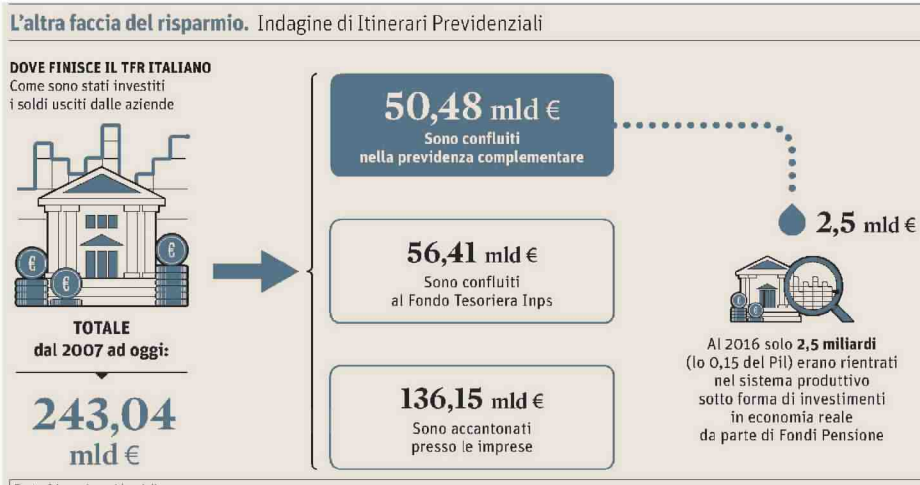 L'altra faccia del risparmio. Indagine di Itinerari Previdenziali
DOVE FINISCE IL TFR ITALIANO
Come sono stati investiti
i soldi usciti dalle aziende
€
€
€
TOTALE
dal 2007 ad oggi:
243,04
mld €
50,48 mld €
Sono confluiti
nella previdenza complementare
56,41 mld €
Sono confluiti
al Fondo Tesoriera Inps
136,15 mld €
Sono accantonati
presso le imprese
2,5 mld €
Al 2016 solo 2,5 miliardi
(lo 0,15 del Pil) erano rientrati
nel sistema produttivo
sotto forma di investimenti
in economia reale
da parte di Fondi Pensione